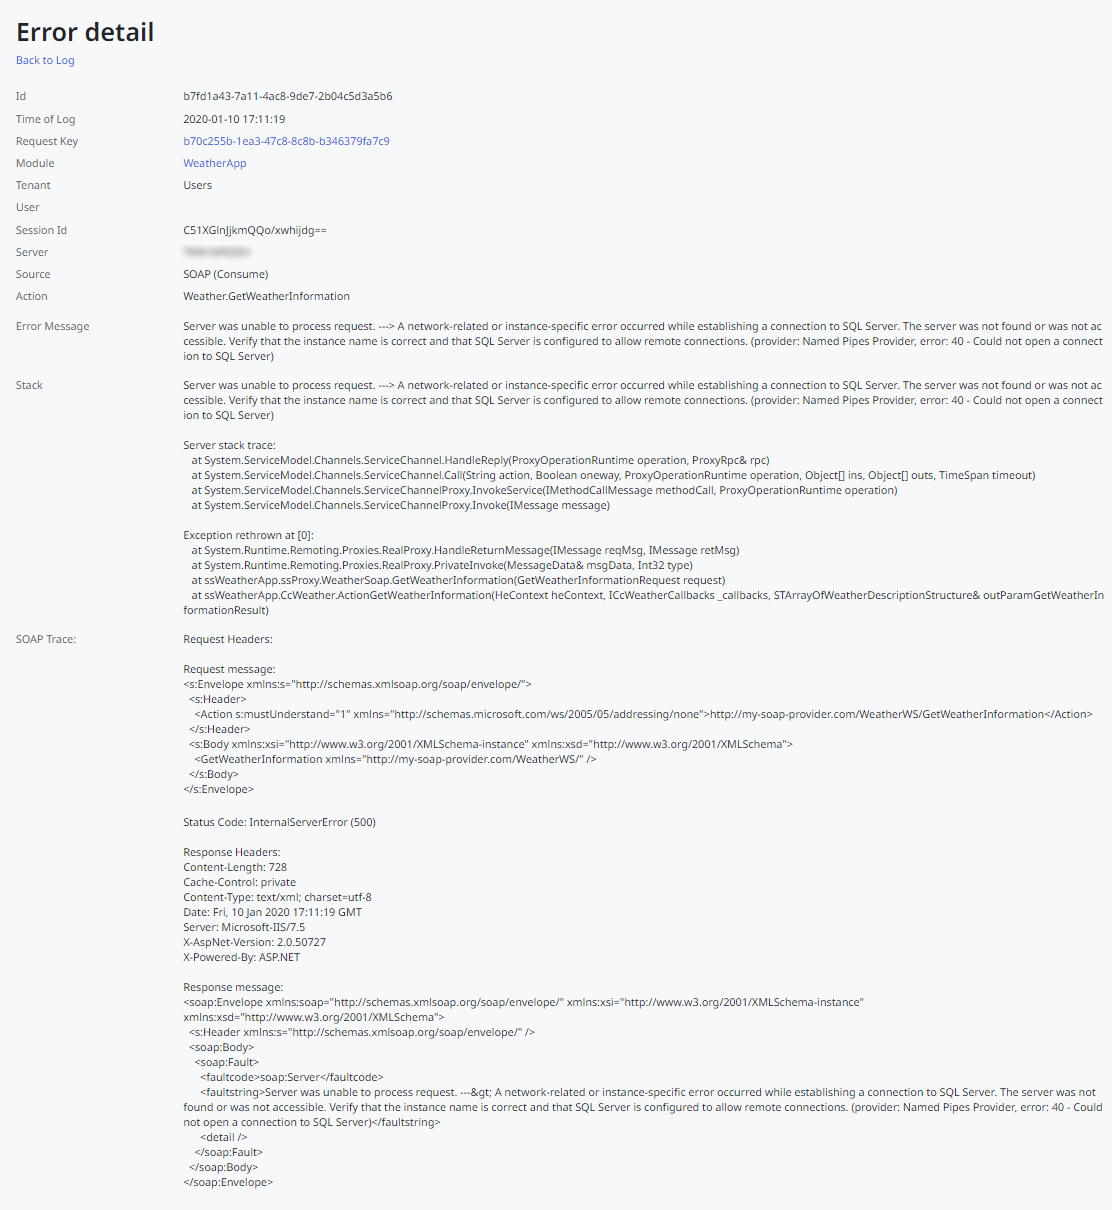 Error detail
Back to Log
Id b7fd1a43-7a11-4ac8-9de7-2b04c5d3a5b6
Time of Log 2020-01-10 17:11:19
Request Key b70c255b-1ea3-47c8-8c8b-b346379fa7c9
Module WeatherApp
Tenant Users
User
Session Id C51XGlnJjkmQQo/xwhijdg==
Server
Source SOAP (Consume)
Action Weather.GetWeatherInformation
Error Message Server was unable to process request. ---> A network-related or instance-specific error occurred while establishing a connection to SQL Server. The server was not found or was not ac
cessible. Verify that the instance name is correct and that SQL Server is configured to allow remote connections. (provider: Named Pipes Provider, error: 40 - Could not open a connect
ion to SQL Server)
Stack Server was unable to process request. ---> A network-related or instance-specific error occurred while establishing a connection to SQL Server. The server was not found or was not ac
cessible. Verify that the instance name is correct and that SQL Server is configured to allow remote connections. (provider: Named Pipes Provider, error: 40 - Could not open a connect
ion to SQL Server)
Server stack trace:
at System.ServiceModel.Channels.ServiceChannel.HandleReply(ProxyOperationRuntime operation, ProxyRpc& rpc)
at System.ServiceModel.Channels.ServiceChannel.Call(String action, Boolean oneway, ProxyOperationRuntime operation, Object[] ins, Object[] outs, TimeSpan timeout)
at System.ServiceModel.Channels.ServiceChannelProxy.InvokeService(IMethodCallMessage methodCall, ProxyOperationRuntime operation)
at System.ServiceModel.Channels.ServiceChannelProxy.Invoke(IMessage message)
Exception rethrown at [0]:
at System.Runtime.Remoting.Proxies.RealProxy.HandleReturnMessage(IMessage reqMsg, IMessage retMsg)
at System.Runtime.Remoting.Proxies.RealProxy.PrivateInvoke(MessageData& msgData, Int32 type)
at ssWeatherApp.ssProxy.WeatherSoap.GetWeatherInformation(GetWeatherInformationRequest request)
at ssWeatherApp.CcWeather.ActionGetWeatherInformation(HeContext heContext, ICcWeatherCallbacks _callbacks, STArrayOfWeatherDescriptionStructure& outParamGetWeatherIn
formationResult)
SOAP Trace: Request Headers:
Request message:
<s:Envelope xmlns:s="http://schemas.xmlsoap.org/soap/envelope/">
<s:Header>
<Action s:mustUnderstand="1" xmlns="http://schemas.microsoft.com/ws/2005/05/addressing/none">http://my-soap-provider.com/WeatherWS/GetWeatherInformation</Action>
</s:Header>
<s:Body xmlns:xsi="http://www.w3.org/2001/XMLSchema-instance" xmlns:xsd="http://www.w3.org/2001/XMLSchema">
<GetWeatherInformation xmlns="http://my-soap-provider.com/WeatherWS/" />
</s:Body>
</s:Envelope>
Status Code: InternalServerError (500)
Response Headers:
Content-Length: 728
Cache-Control: private
Content-Type: text/xml; charset=utf-8
Date: Fri, 10 Jan 2020 17:11:19 GMT
Server: Microsoft-IIS/7.5
X-AspNet-Version: 2.0.50727
X-Powered-By: ASP.NET
Response message:
<soap:Envelope xmlns:soap="http://schemas.xmlsoap.org/soap/envelope/" xmlns:xsi="http://www.w3.org/2001/XMLSchema-instance"
xmlns:xsd="http://www.w3.org/2001/XMLSchema">
<s:Header xmlns:s="http://schemas.xmlsoap.org/soap/envelope/" />
<soap:Body>
<soap:Fault>
<faultcode>soap:Server</faultcode>
<faultstring>Server was unable to process request. ---&gt; A network-related or instance-specific error occurred while establishing a connection to SQL Server. The server was not
found or was not accessible. Verify that the instance name is correct and that SQL Server is configured to allow remote connections. (provider: Named Pipes Provider, error: 40 - Could
not open a connection to SQL Server)</faultstring>
<detail />
</soap:Fault>
</soap:Body>
</soap:Envelope>